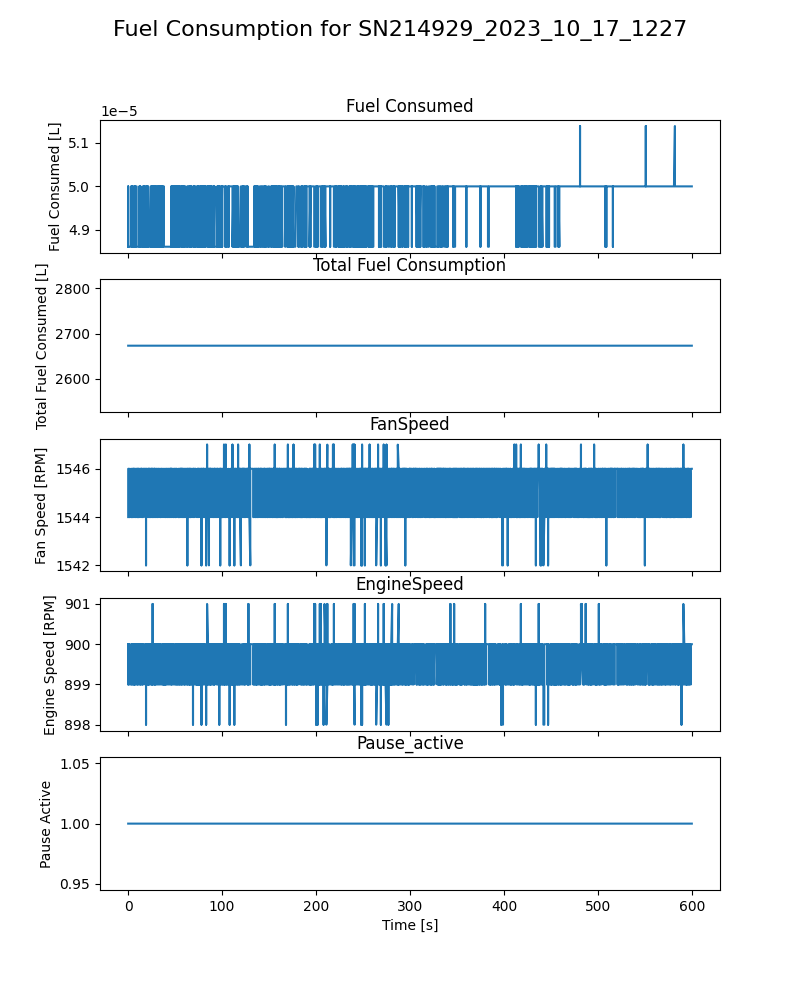 Fuel Consumption for SN214929_2023_10_17_1227
1e−5
Fuel Consumed
Fuel Consumed [L]
5.1
5.0
4.9
Total Fuel Consumption
Total Fuel Consumed [L]
2800
2700
2600
FanSpeed
Fan Speed [RPM]
1546
1544
1542
EngineSpeed
Engine Speed [RPM]
901
900
899
898
Pause_active
Pause Active
1.05
1.00
0.95
0 100 200 300 400 500 600
Time [s]